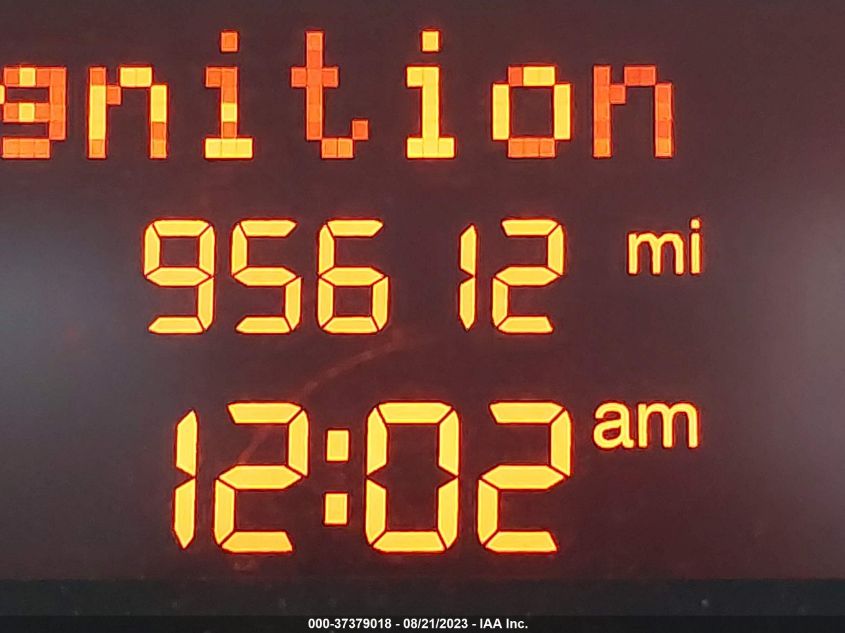 gnition
95612 mi
12:02 am
000-37379018 - 08/21/2023 - IAA Inc.